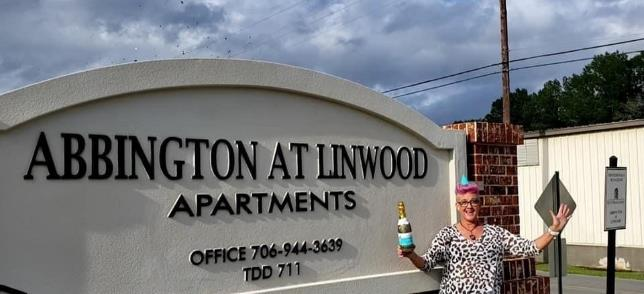 ABBINGTON AT LINWOOD
APARTMENTS
OFFICE 706-944-3639
TDD 711